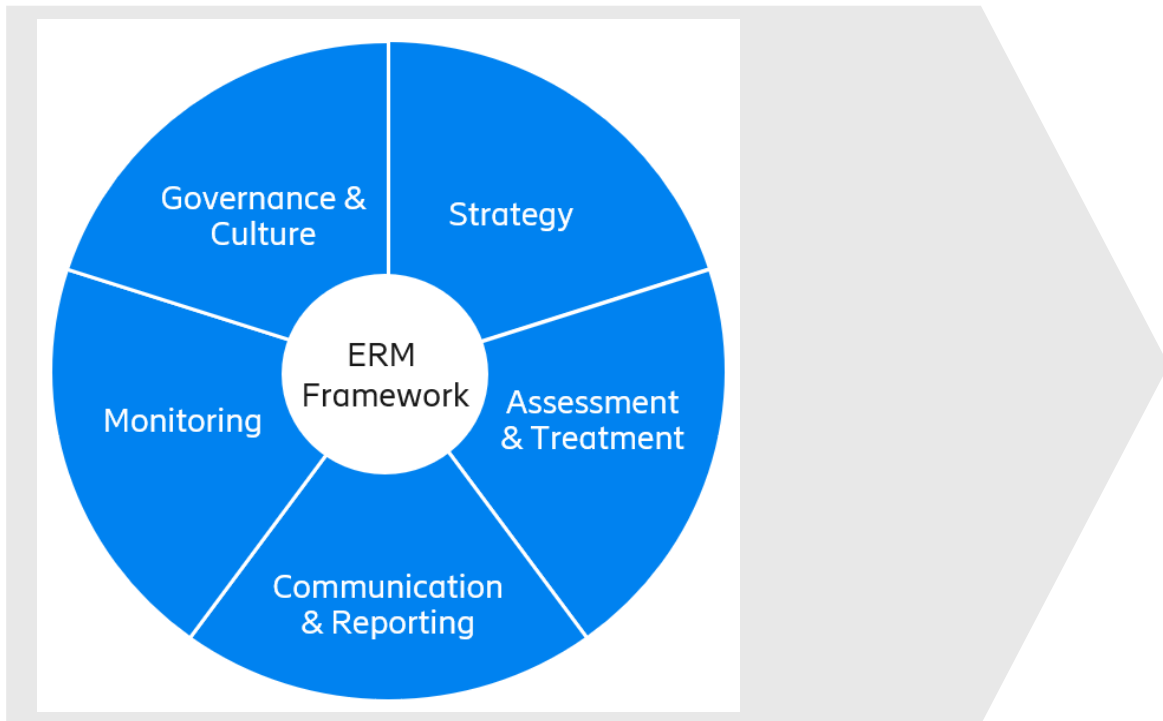 Governance &
Culture
Strategy
ERM
Framework
Assessment
& Treatment
Monitoring
Communication
& Reporting